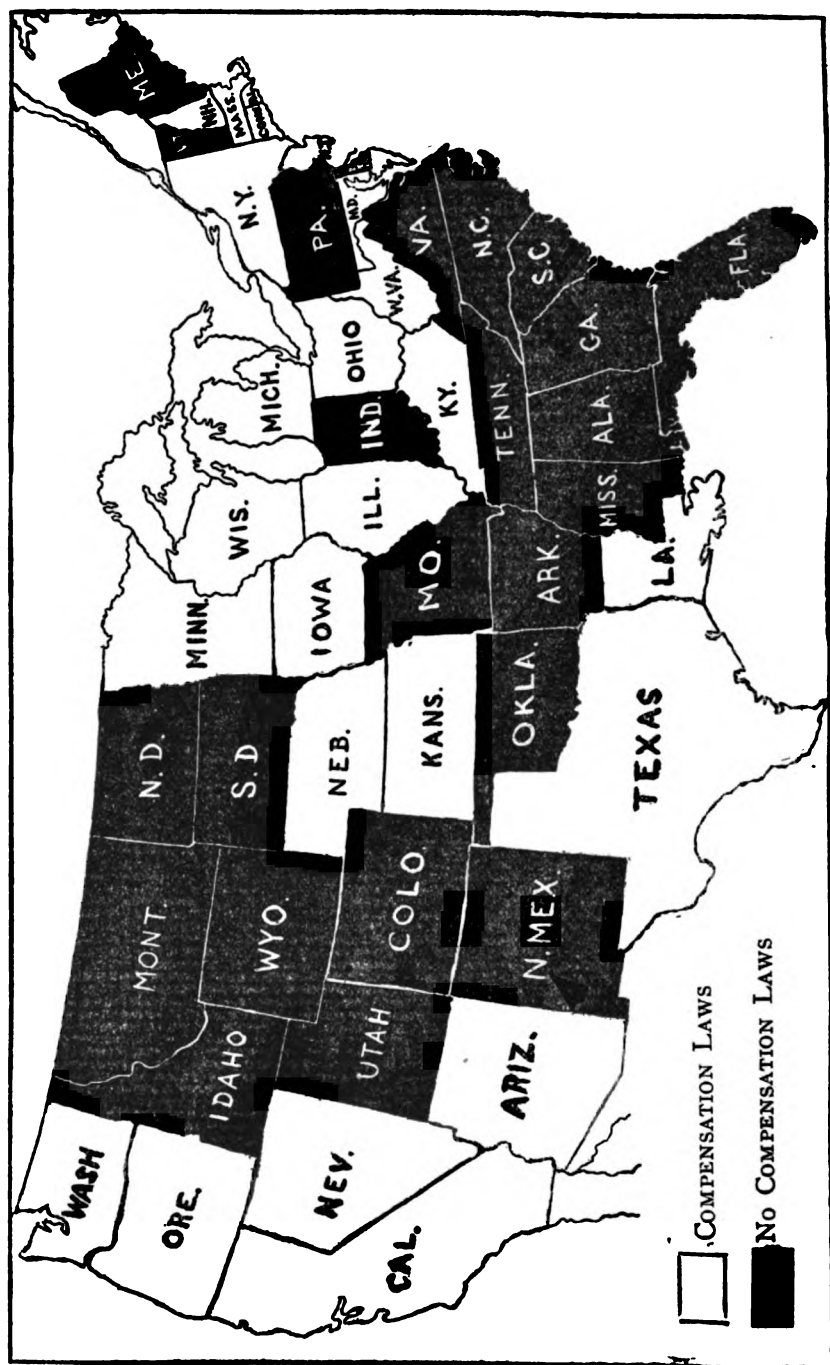 WASH
ORE.
CAL.
NEV.
IDAHO
MONT.
WYO.
UTAH
ARIZ.
COLO
N.MEX.
N.D.
S.D
NEB.
KANS.
OKLA.
TEXAS
MINN.
IOWA
MO.
ARK.
LA.
WIS.
ILL.
MICH.
IND.
OHIO
KY.
TENN.
MISS.
ALA.
GA.
FLA.
S.C
N.C.
VA.
W.VA.
MD.
PA.
N.Y.
NH.
MASS.
CONN.
ME
COMPENSATION LAWS
NO COMPENSATION LAWS